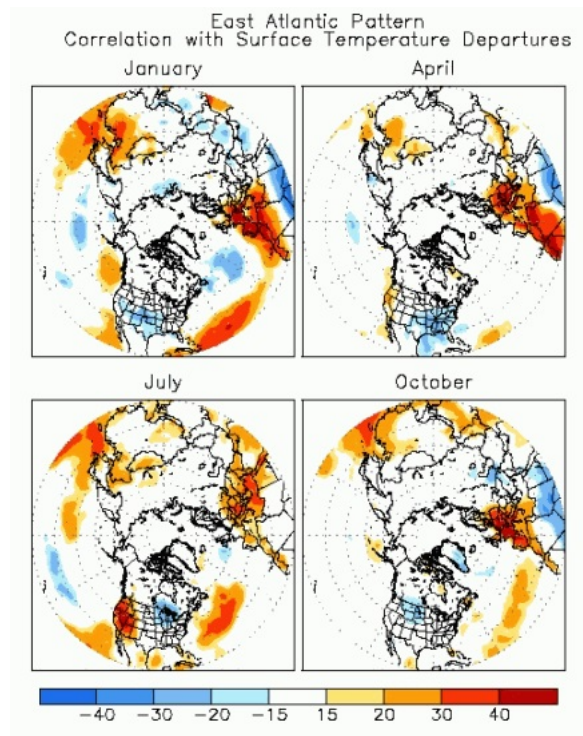 East Atlantic Pattern
Correlation with Surface Temperature Departures
January
April
July
October
-40 -30 -20 -15 15 20 30 40